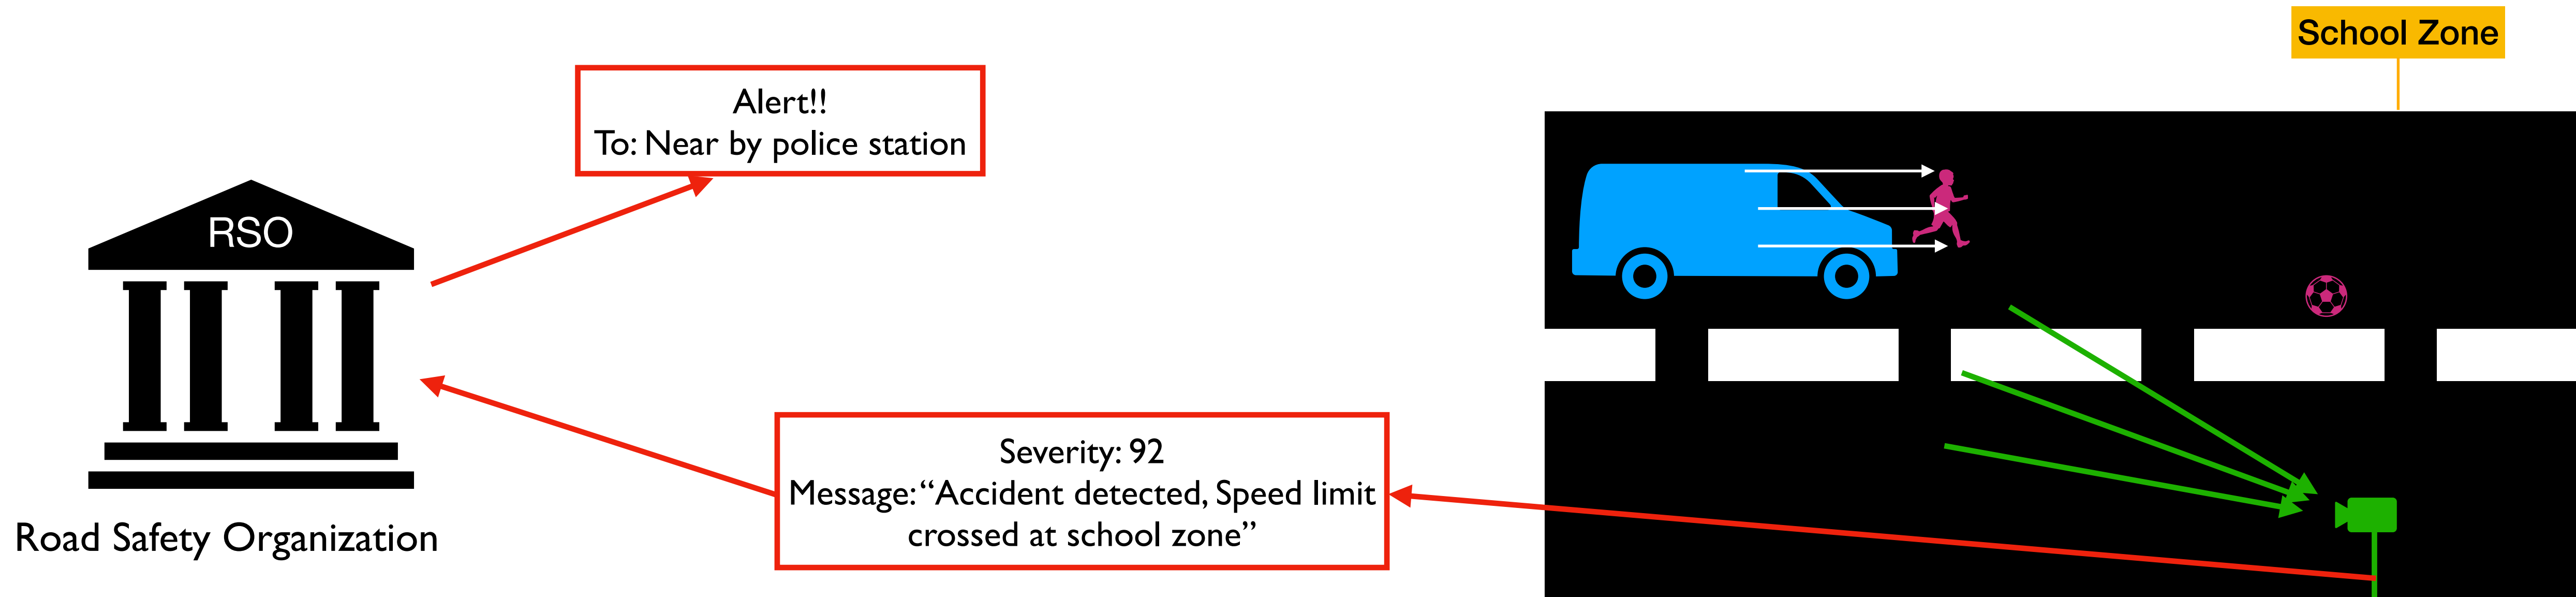 School Zone
Alert!!
To: Near by police station
RSO
Severity: 92
Message: “Accident detected, Speed limit
crossed at school zone”
Road Safety Organization